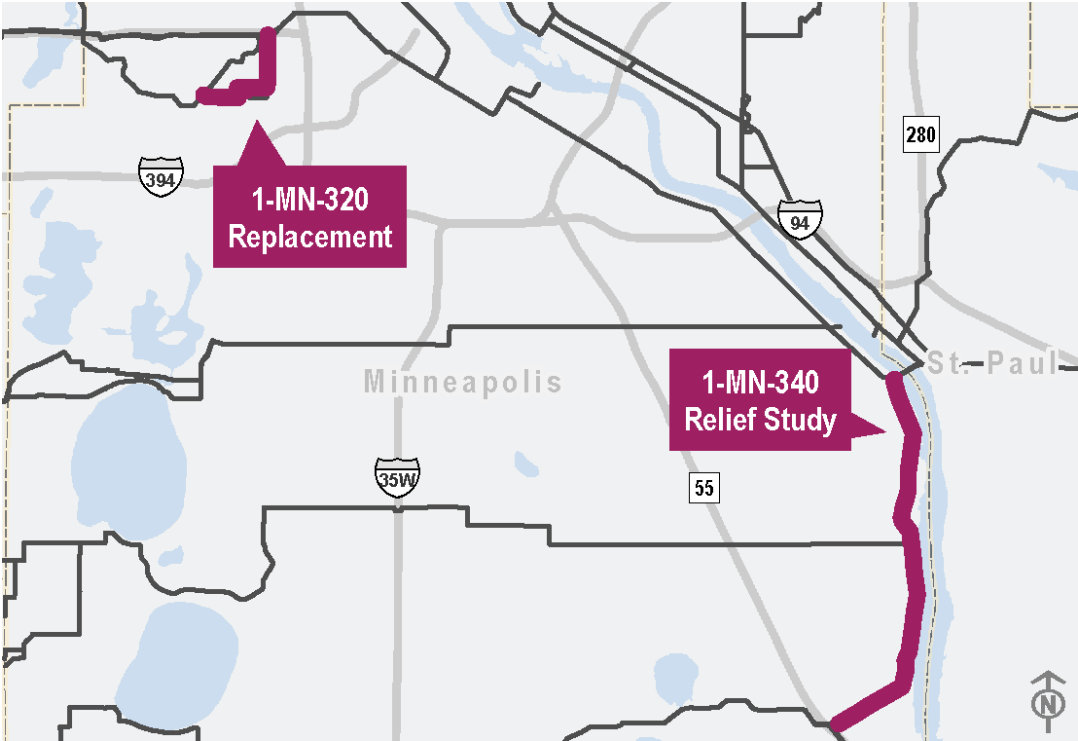 280
394
1-MN-320
Replacement
94
St. Paul
Minneapolis
1-MN-340
Relief Study
35W
55
N